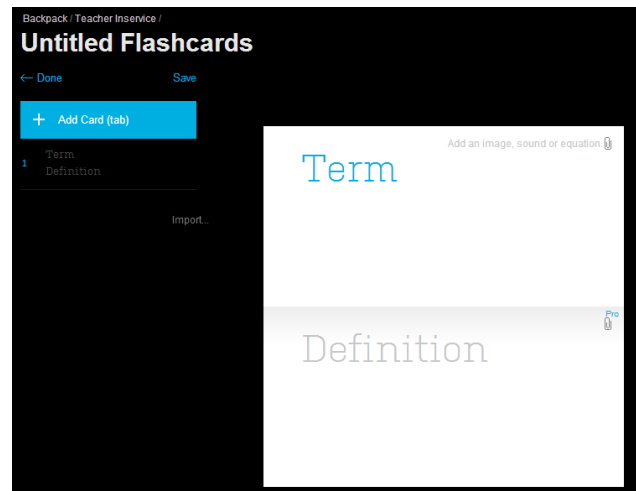 Backpack / Teacher Inservice /
Untitled Flashcards
← Done Save
+ Add Card (tab)
1 Term
Definition
Import...
Add an image, sound or equation.
Term
Pro
Definition